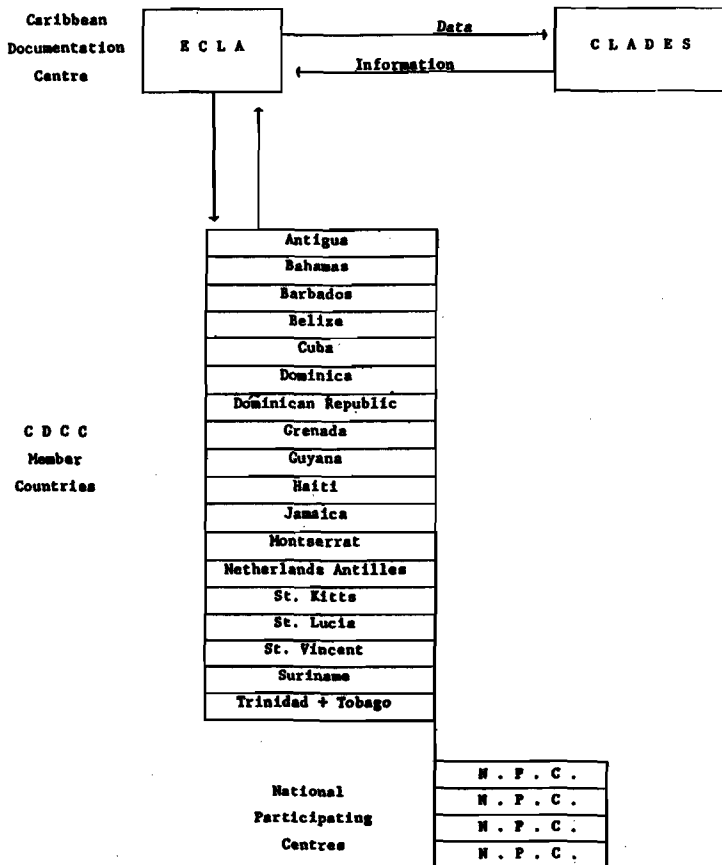 Caribbean
Documentation
Centre
E C L A
Data
Information
C L A D E S
Antigua
Bahamas
Barbados
Belize
Cuba
Dominica
Dominican Republic
Grenada
Guyana
Haiti
Jamaica
Montserrat
Netherlands Antilles
St. Kitts
St. Lucia
St. Vincent
Suriname
Trinidad + Tobago
C D C C
Member
Countries
National
Participating
Centres
N . P . C .
N . P . C .
N . P . C .
N . P . C .